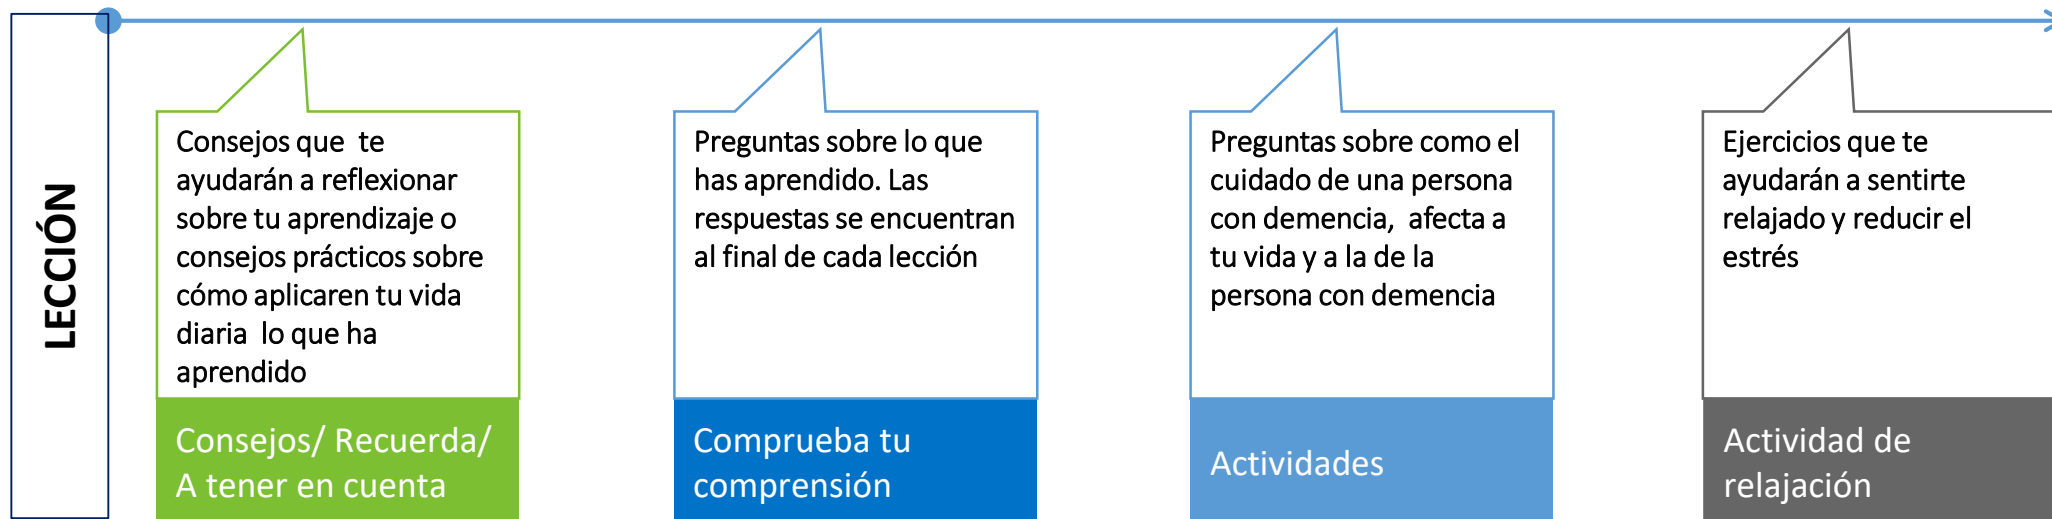 LECCIÓN
Consejos que te
ayudarán a reflexionar
sobre tu aprendizaje o
consejos prácticos sobre
cómo aplicaren tu vida
diaria lo que ha
aprendido
Consejos/ Recuerda/
A tener en cuenta
Preguntas sobre lo que
has aprendido. Las
respuestas se encuentran
al final de cada lección
Comprueba tu
comprensión
Preguntas sobre como el
cuidado de una persona
con demencia, afecta a
tu vida y a la de la
persona con demencia
Actividades
Ejercicios que te
ayudarán a sentirte
relajado y reducir el
estrés
Actividad de
relajación